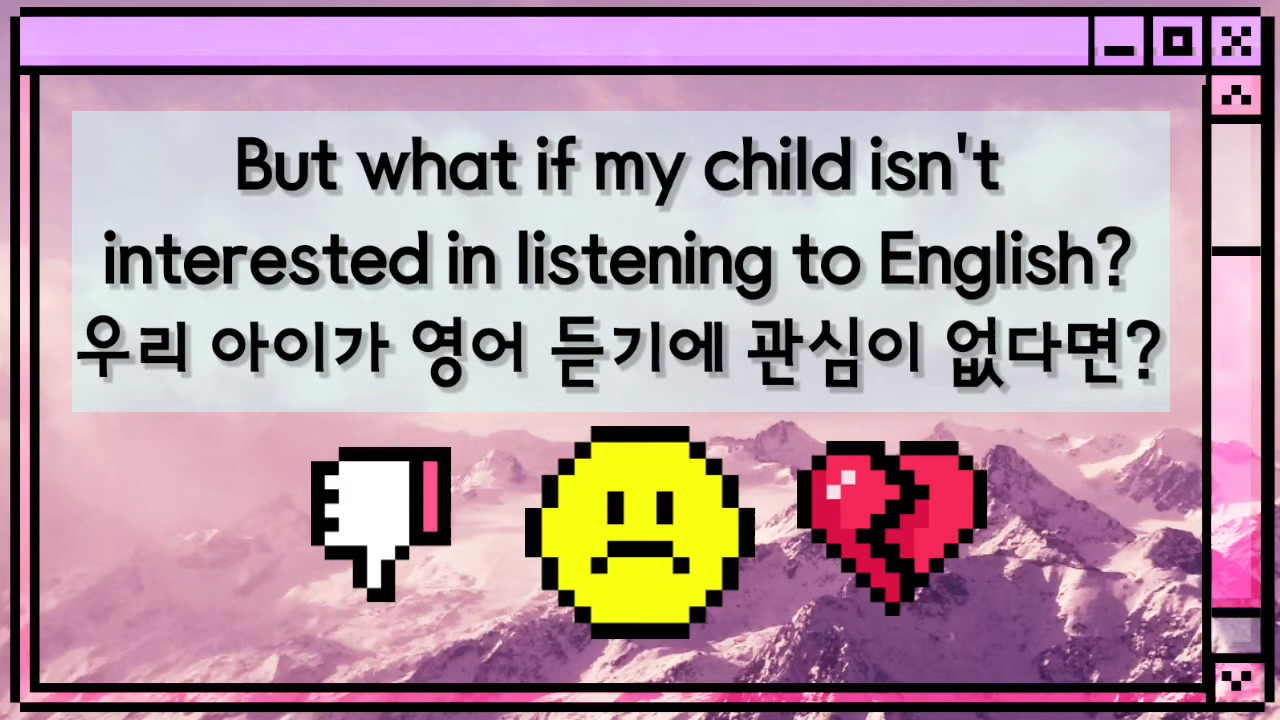 But what if my child isn't
interested in listening to English?
우리 아이가 영어 듣기에 관심이 없다면?